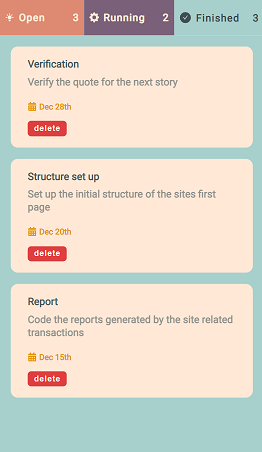 Open 3 Running 2 Finished 3
Verification
Verify the quote for the next story
Dec 28th
delete
Structure set up
Set up the initial structure of the sites first
page
Dec 20th
delete
Report
Code the reports generated by the site related
transactions
Dec 15th
delete